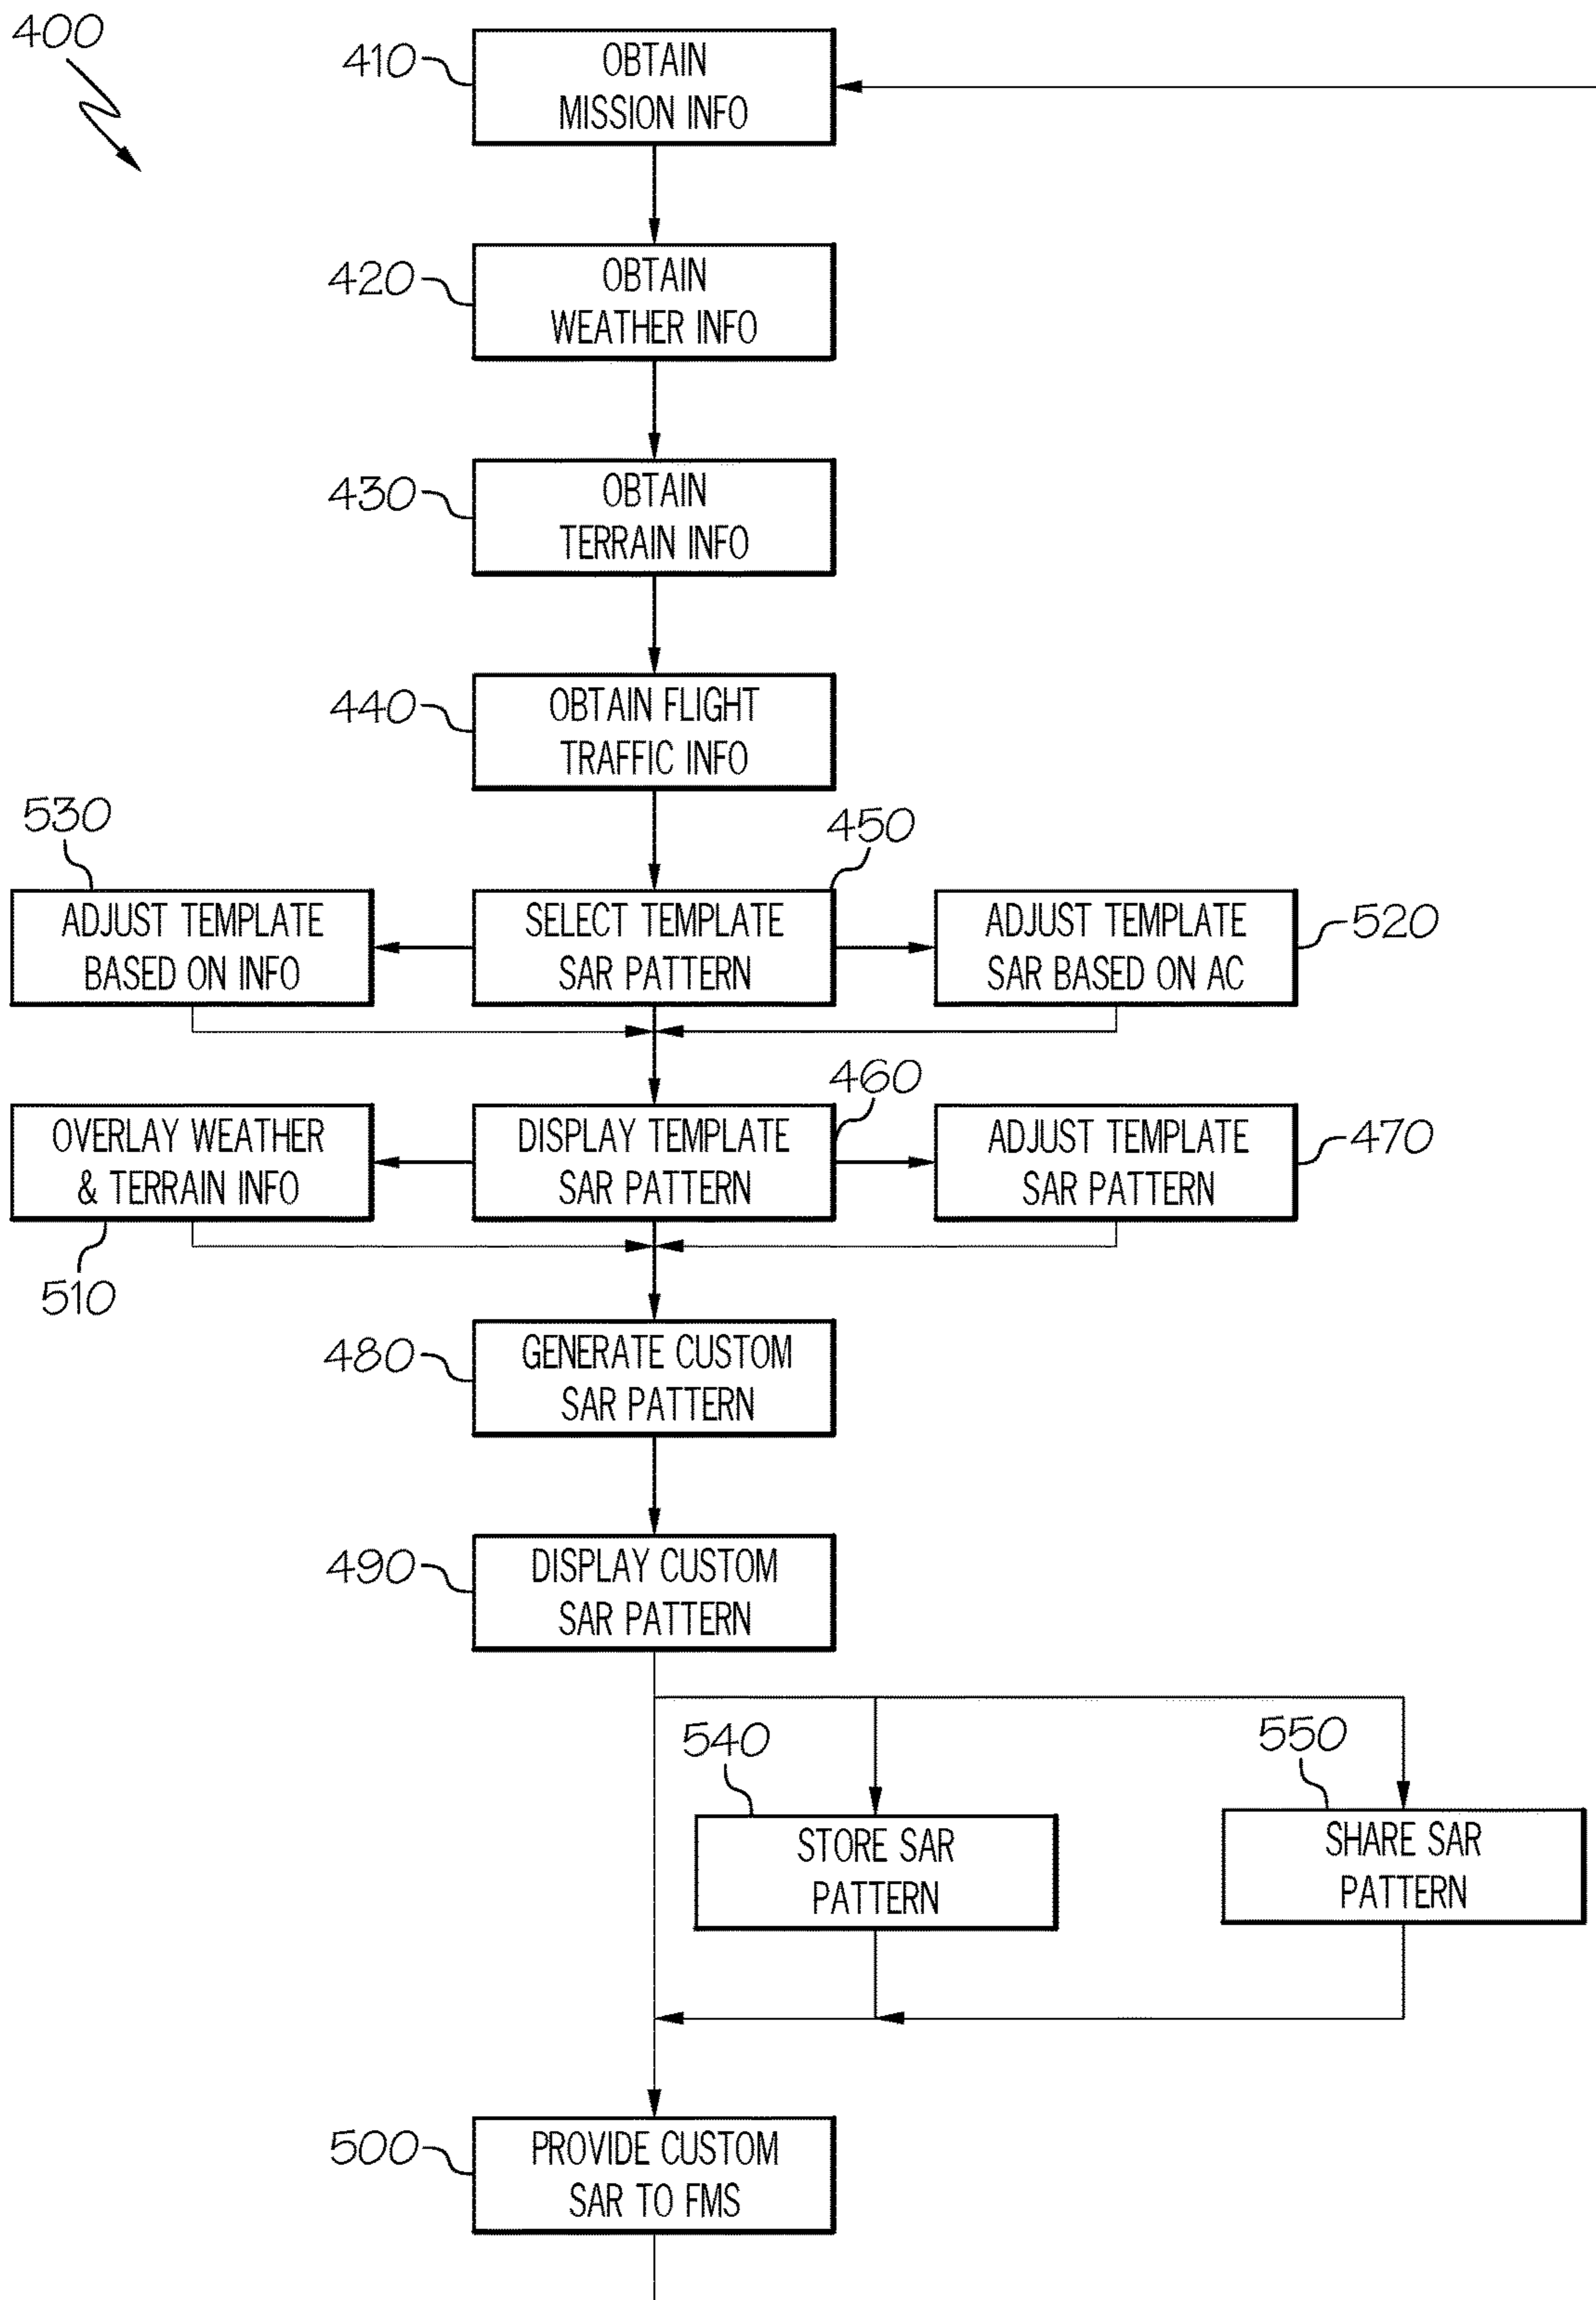 400
410
OBTAIN
MISSION INFO
420
OBTAIN
WEATHER INFO
430
OBTAIN
TERRAIN INFO
440
OBTAIN FLIGHT
TRAFFIC INFO
530
450
ADJUST TEMPLATE
BASED ON INFO
SELECT TEMPLATE
SAR PATTERN
ADJUST TEMPLATE
SAR BASED ON AC
520
460
OVERLAY WEATHER
& TERRAIN INFO
DISPLAY TEMPLATE
SAR PATTERN
ADJUST TEMPLATE
SAR PATTERN
470
510
480
GENERATE CUSTOM
SAR PATTERN
490
DISPLAY CUSTOM
SAR PATTERN
540
550
STORE SAR
PATTERN
SHARE SAR
PATTERN
500
PROVIDE CUSTOM
SAR TO FMS